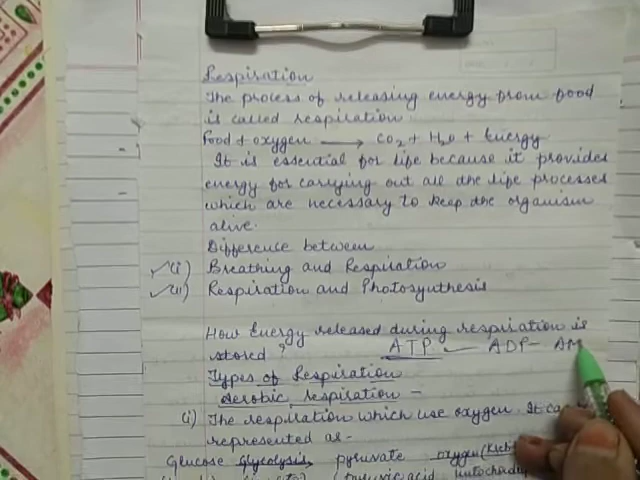 Respiration
The process of releasing energy from food
is called respiration.
Food + oxygen → CO2 + H2O + Energy
It is essential for life because it provides
energy for carrying out all the life processes
which are necessary to keep the organism
alive.
Difference between
(i) Breathing and Respiration
(ii) Respiration and Photosynthesis
How Energy released during respiration is
stored? ATP — ADP - AM
Types of Respiration
Aerobic respiration -
(i) The respiration which use oxygen. It ca
represented as -
Glucose Glycolysis pyruvate oxygen